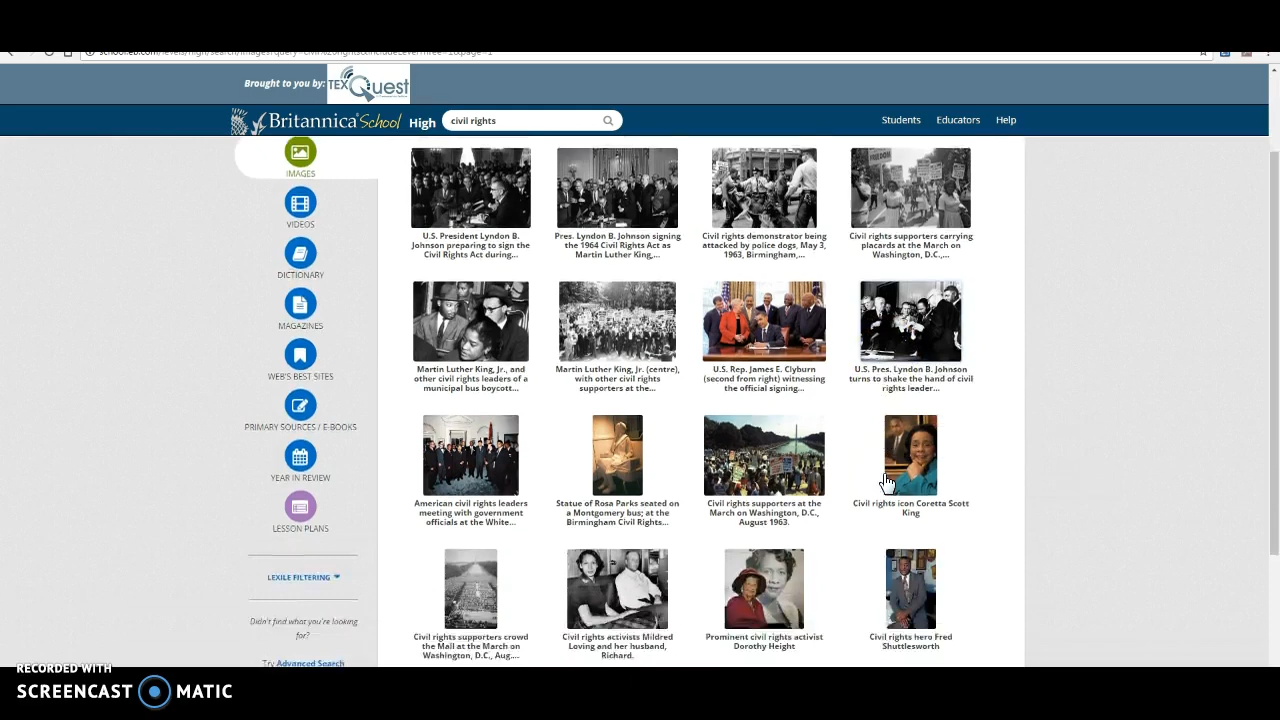 Brought to you by: TEXQuest
Britannica School High civil rights
Students Educators Help
IMAGES
VIDEOS
DICTIONARY
MAGAZINES
WEB'S BEST SITES
PRIMARY SOURCES / E-BOOKS
YEAR IN REVIEW
LESSON PLANS
LEXILE FILTERING
Didn't find what you're looking
for?
Try Advanced Search
U.S. President Lyndon B.
Johnson preparing to sign the
Civil Rights Act during...
Pres. Lyndon B. Johnson signing
the 1964 Civil Rights Act as
Martin Luther King,...
Civil rights demonstrator being
attacked by police dogs, May 3,
1963, Birmingham,...
Civil rights supporters carrying
placards at the March on
Washington, D.C.,...
Martin Luther King, Jr., and
other civil rights leaders of a
municipal bus boycott...
Martin Luther King, Jr. (centre),
with other civil rights
supporters at the...
U.S. Rep. James E. Clyburn
(second from right) witnessing
the official signing...
U.S. Pres. Lyndon B. Johnson
turns to shake the hand of civil
rights leader...
American civil rights leaders
meeting with government
officials at the White...
Statue of Rosa Parks seated on
a Montgomery bus; at the
Birmingham Civil Rights...
Civil rights supporters at the
March on Washington, D.C.,
August 1963.
Civil rights icon Coretta Scott
King
Civil rights supporters crowd
the Mall at the March on
Washington, D.C., Aug....
Civil rights activists Mildred
Loving and her husband,
Richard.
Prominent civil rights activist
Dorothy Height
Civil rights hero Fred
Shuttlesworth
RECORDED WITH
SCREENCAST MATIC